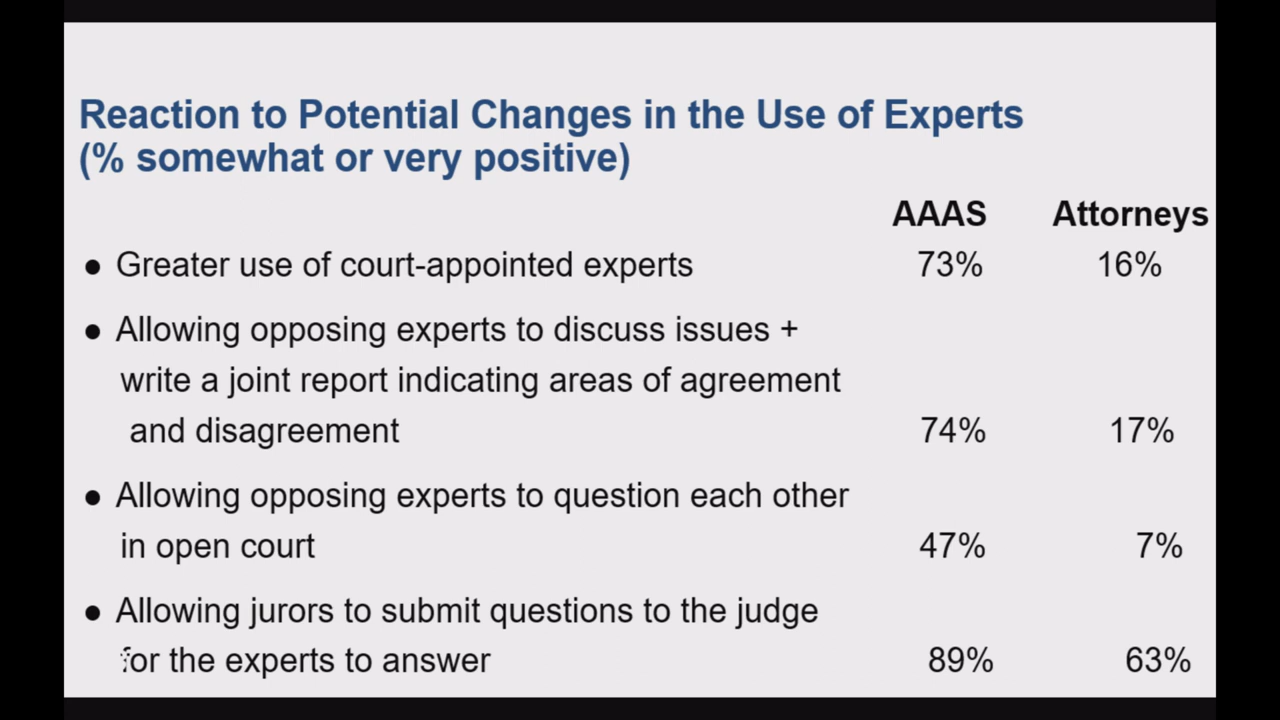 Reaction to Potential Changes in the Use of Experts
(% somewhat or very positive)
AAAS Attorneys
● Greater use of court-appointed experts 73% 16%
● Allowing opposing experts to discuss issues +
write a joint report indicating areas of agreement
and disagreement 74% 17%
● Allowing opposing experts to question each other
in open court 47% 7%
● Allowing jurors to submit questions to the judge
for the experts to answer 89% 63%